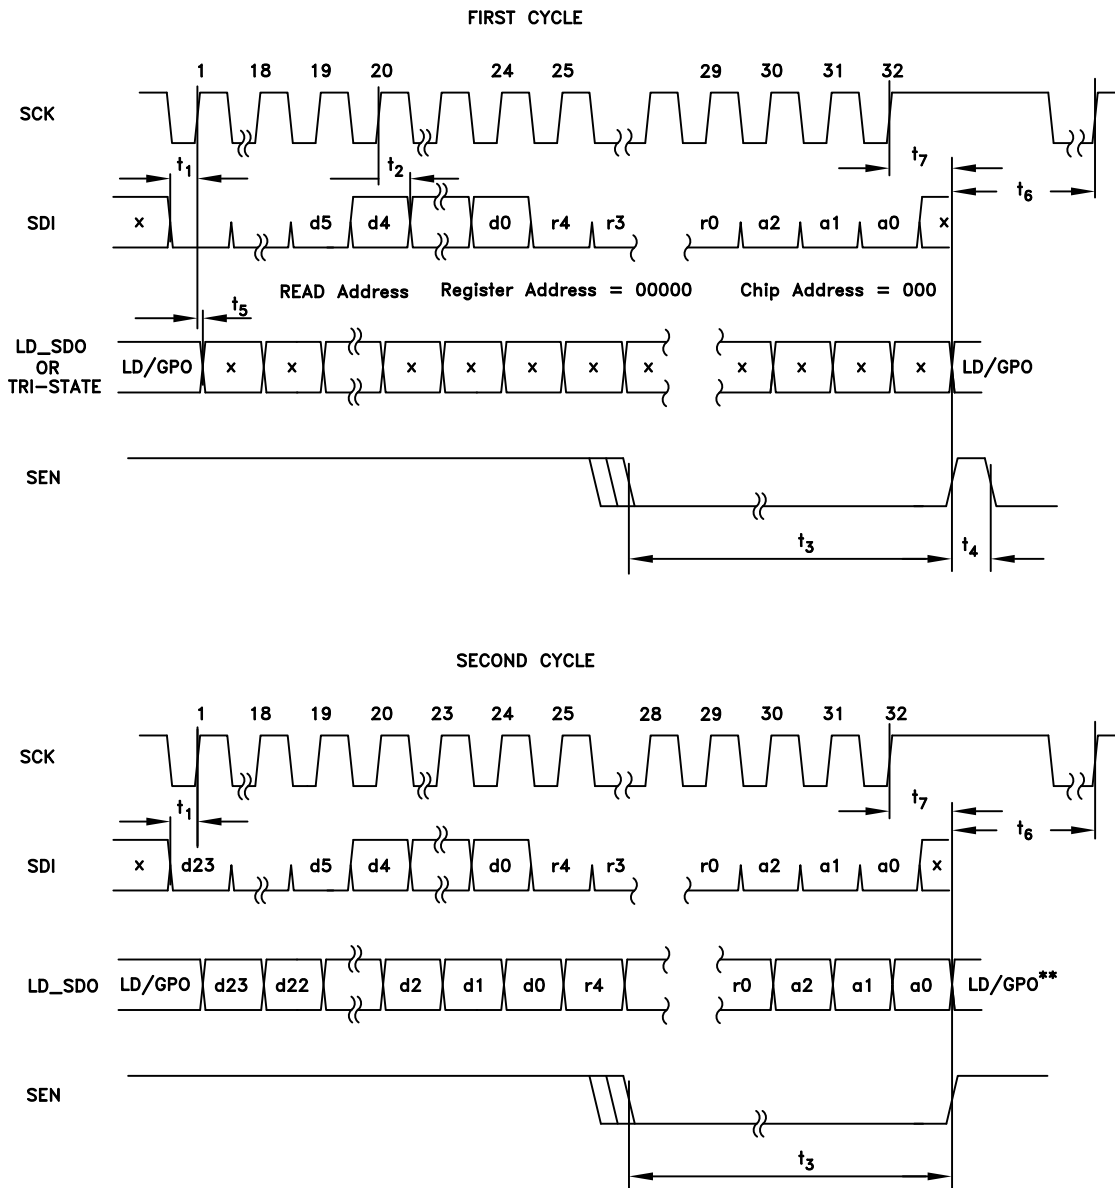 FIRST CYCLE
1 18 19 20 24 25 29 30 31 32
SCK
t1 t2 t7 t6
SDI x d5 d4 d0 r4 r3 r0 a2 a1 a0 x
READ Address Register Address = 00000 Chip Address = 000
t5
LD_SDO
OR
TRI-STATE
LD/GPO x x x x x x x x x x x x LD/GPO
SEN
t3 t4
SECOND CYCLE
1 18 19 20 23 24 25 28 29 30 31 32
SCK
t1 t7 t6
SDI x d23 d5 d4 d0 r4 r3 r0 a2 a1 a0 x
LD_SDO LD/GPO d23 d22 d2 d1 d0 r4 r0 a2 a1 a0 LD/GPO**
SEN
t3